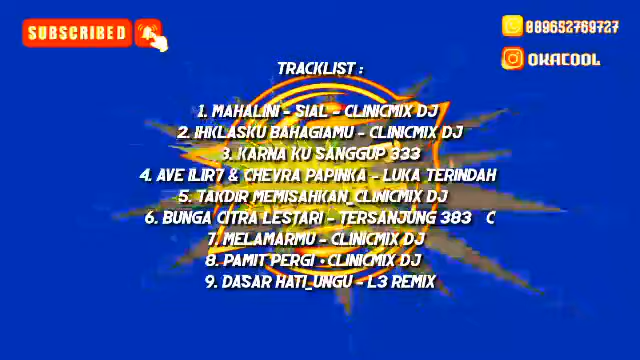 SUBSCRIBED
089652769727
OKACOOL
TRACKLIST :
1. MAHALINI - SIAL - CLINICMIX DJ
2. IHKLASKU BAHAGIAMU - CLINICMIX DJ
3. KARNA KU SANGGUP 333
4. AVE ILIR7 & CHEVRA PAPINKA - LUKA TERINDAH
5. TAKDIR MEMISAHKAN_CLINICMIX DJ
6. BUNGA CITRA LESTARI - TERSANJUNG 383 C
7. MELAMARMU - CLINICMIX DJ
8. PAMIT PERGI • CLINICMIX DJ
9. DASAR HATI_UNGU - L3 REMIX